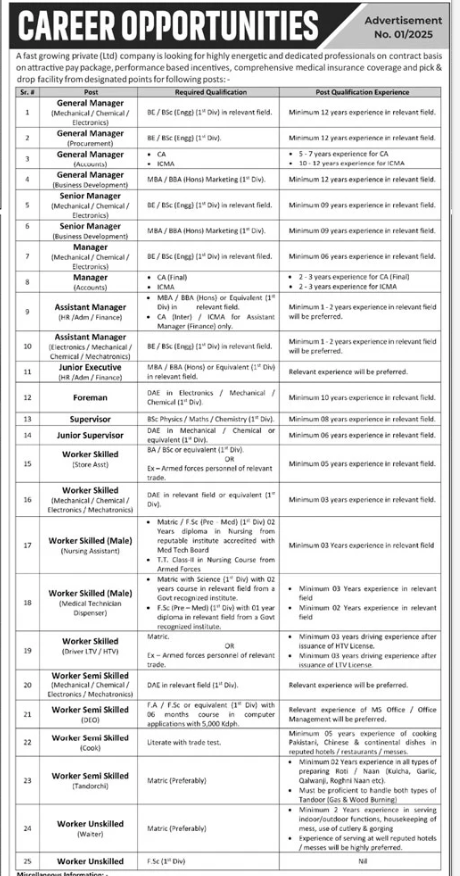 CAREER OPPORTUNITIES
Advertisement
No. 01/2025
A fast growing private (Ltd) company is looking for highly energetic and dedicated professionals on contract basis
on attractive pay package, performance based incentives, comprehensive medical insurance coverage and pick &
drop facility from designated points for following posts: -
Sr. # Post Required Qualification Post Qualification Experience
1 General Manager
(Mechanical / Chemical /
Electronics)
BE / BSc (Engg) (1st Div) in relevant field. Minimum 12 years experience in relevant field.
2 General Manager
(Procurement)
BE / BSc (Engg) (1st Div). Minimum 12 years experience in relevant field.
3 General Manager
(Accounts)
• CA
• ICMA
• 5 - 7 years experience for CA
• 10 - 12 years experience for ICMA
4 General Manager
(Business Development)
MBA / BBA (Hons) Marketing (1st Div). Minimum 12 years experience in relevant field.
5 Senior Manager
(Mechanical / Chemical /
Electronics)
BE / BSc (Engg) (1st Div) in relevant field. Minimum 09 years experience in relevant field.
6 Senior Manager
(Business Development)
MBA / BBA (Hons) Marketing (1st Div). Minimum 09 years experience in relevant field.
7 Manager
(Mechanical / Chemical /
Electronics)
BE / BSc (Engg) (1st Div) in relevant filed. Minimum 06 years experience in relevant field.
8 Manager
(Accounts)
• CA (Final)
• ICMA
• 2 - 3 years experience for CA (Final)
• 2 - 3 years experience for ICMA
9 Assistant Manager
(HR /Adm / Finance)
• MBA / BBA (Hons) or Equivalent (1st
Div) in relevant field.
• CA (Inter) / ICMA for Assistant
Manager (Finance) only.
Minimum 1 - 2 years experience in relevant field
will be preferred.
10 Assistant Manager
(Electronics / Mechanical /
Chemical / Mechatronics)
BE / BSc (Engg) (1st Div) in relevant field.
Minimum 1 - 2 years experience in relevant field
will be preferred.
11 Junior Executive
(HR /Adm / Finance)
MBA / BBA (Hons) or Equivalent (1st Div)
in relevant field.
Relevant experience will be preferred.
12 Foreman
DAE in Electronics / Mechanical /
Chemical (1st Div).
Minimum 10 years experience in relevant field.
13 Supervisor BSc Physics / Maths / Chemistry (1st Div). Minimum 08 years experience in relevant field.
14 Junior Supervisor
DAE in Mechanical / Chemical or
equivalent (1st Div).
Minimum 06 years experience in relevant field.
15 Worker Skilled
(Store Asst)
BA / BSc or equivalent (1st Div).
OR
Ex – Armed forces personnel of relevant
trade.
Minimum 05 years experience in relevant field.
16 Worker Skilled
(Mechanical / Chemical /
Electronics / Mechatronics)
DAE in relevant field or equivalent (1st
Div).
Minimum 03 years experience in relevant field.
17 Worker Skilled (Male)
(Nursing Assistant)
• Matric / F.Sc (Pre - Med) (1st Div) 02
Years diploma in Nursing from
reputable institute accredited with
Med Tech Board
• T.T. Class-II in Nursing Course from
Armed Forces
Minimum 03 Years experience in relevant field
18 Worker Skilled (Male)
(Medical Technician
Dispenser)
• Matric with Science (1st Div) with 02
years course in relevant field from a
Govt recognized institute.
• F.Sc (Pre – Med) (1st Div) with 01 year
diploma in relevant field from a Govt
recognized institute.
• Minimum 03 Years experience in relevant
field
• Minimum 02 Years experience in relevant
field
19 Worker Skilled
(Driver LTV / HTV)
Matric.
OR
Ex – Armed forces personnel of relevant
trade.
• Minimum 03 years driving experience after
issuance of HTV License.
• Minimum 03 years driving experience after
issuance of LTV License.
20 Worker Semi Skilled
(Mechanical / Chemical /
Electronics / Mechatronics)
DAE in relevant field (1st Div). Relevant experience will be preferred.
21 Worker Semi Skilled
(DEO)
F.A / F.Sc or equivalent (1st Div) with
06 months course in computer
applications with 5,000 Kdph.
Relevant experience of MS Office / Office
Management will be preferred.
22 Worker Semi Skilled
(Cook)
Literate with trade test.
Minimum 05 years experience of cooking
Pakistani, Chinese & continental dishes in
reputed hotels / restaurants / messes.
23 Worker Semi Skilled
(Tandorchi)
Matric (Preferably)
• Minimum 02 Years experience in all types of
preparing Roti / Naan (Kulcha, Garlic,
Qalwanji, Roghni Naan etc).
• Must be proficient to handle both types of
Tandoor (Gas & Wood Burning)
24 Worker Unskilled
(Waiter)
Matric (Preferably)
• Minimum 2 Years experience in serving
indoor/outdoor functions, housekeeping of
mess, use of cutlery & gorging
• Experience of serving at well reputed hotels
/ messes will be highly preferred.
25 Worker Unskilled F.Sc (1st Div) Nil
Miscellaneous Information: -